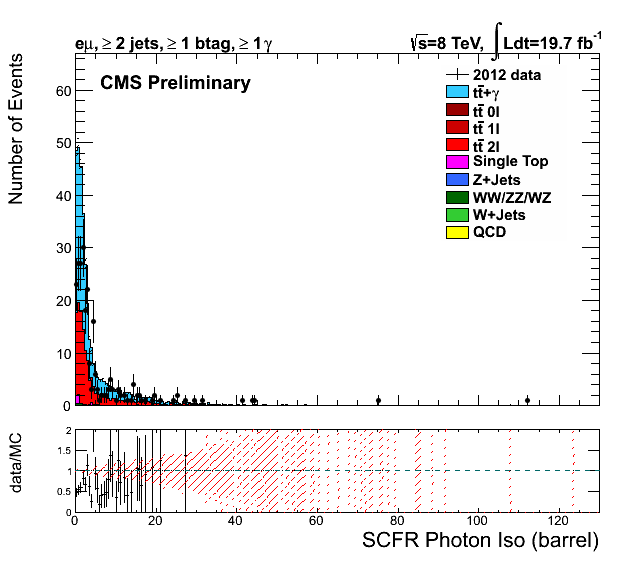 eμ, ≥ 2 jets, ≥ 1 btag, ≥ 1γ
√s=8 TeV, ∫Ldt=19.7 fb⁻¹
CMS Preliminary
2012 data
tt̄+γ
tt̄ 0l
tt̄ 1l
tt̄ 2l
Single Top
Z+Jets
WW/ZZ/WZ
W+Jets
QCD
Number of Events
60
50
40
30
20
10
0
data/MC
2
1.5
1
0.5
0
0 20 40 60 80 100 120
SCFR Photon Iso (barrel)